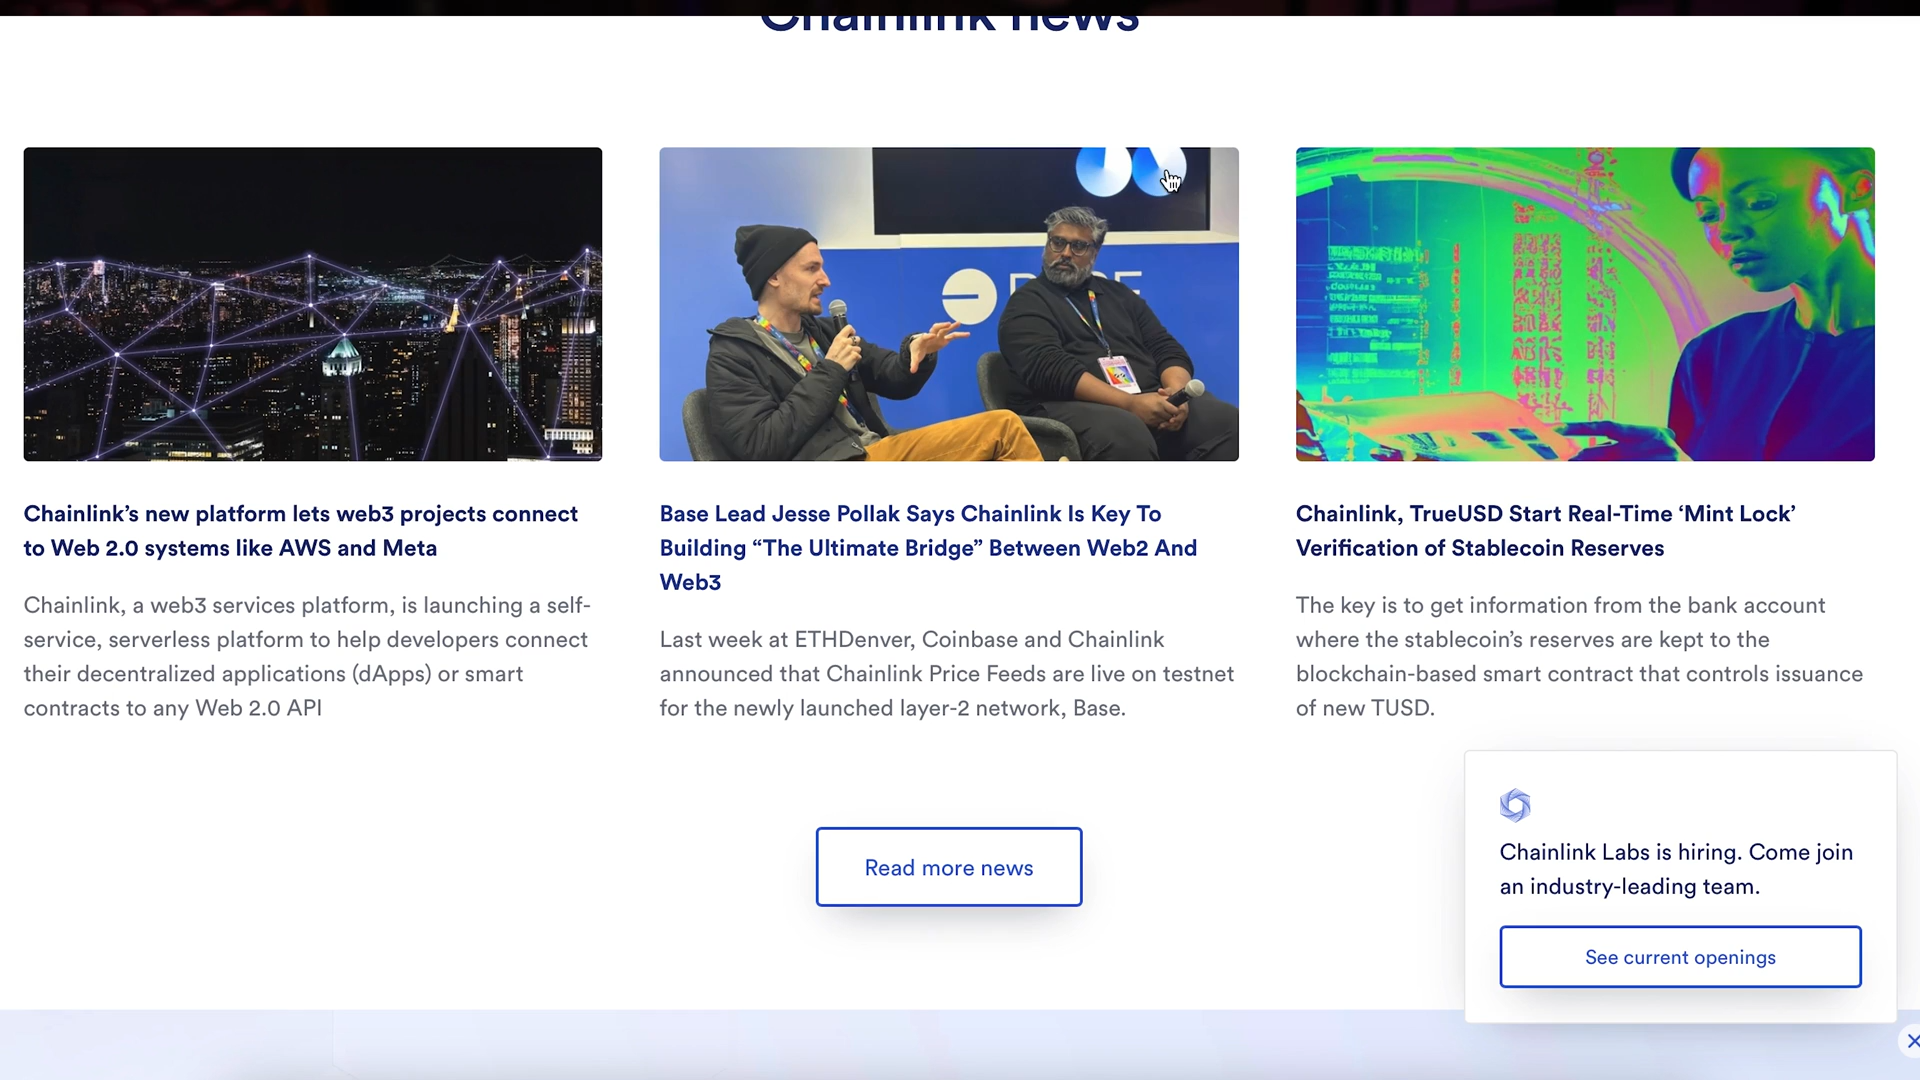 Chainlink news
Chainlink’s new platform lets web3 projects connect
to Web 2.0 systems like AWS and Meta
Chainlink, a web3 services platform, is launching a self-
service, serverless platform to help developers connect
their decentralized applications (dApps) or smart
contracts to any Web 2.0 API
Base Lead Jesse Pollak Says Chainlink Is Key To
Building “The Ultimate Bridge” Between Web2 And
Web3
Last week at ETHDenver, Coinbase and Chainlink
announced that Chainlink Price Feeds are live on testnet
for the newly launched layer-2 network, Base.
Chainlink, TrueUSD Start Real-Time ‘Mint Lock’
Verification of Stablecoin Reserves
The key is to get information from the bank account
where the stablecoin’s reserves are kept to the
blockchain-based smart contract that controls issuance
of new TUSD.
Read more news
Chainlink Labs is hiring. Come join
an industry-leading team.
See current openings